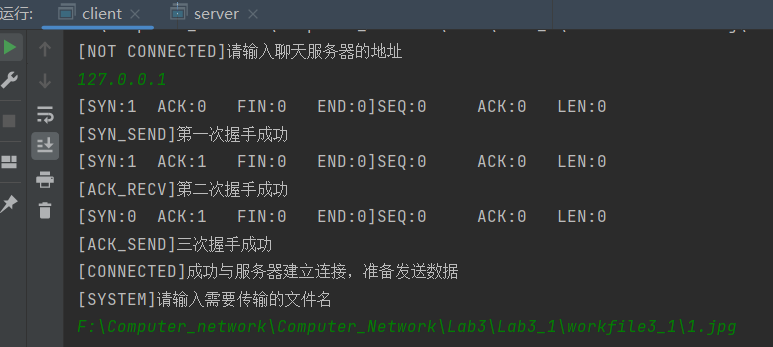 运行: client × server ×
[NOT CONNECTED]请输入聊天服务器的地址
127.0.0.1
[SYN:1  ACK:0   FIN:0   END:0]SEQ:0     ACK:0   LEN:0
[SYN_SEND]第一次握手成功
[SYN:1  ACK:1   FIN:0   END:0]SEQ:0     ACK:0   LEN:0
[ACK_RECV]第二次握手成功
[SYN:0  ACK:1   FIN:0   END:0]SEQ:0     ACK:0   LEN:0
[ACK_SEND]三次握手成功
[CONNECTED]成功与服务器建立连接，准备发送数据
[SYSTEM]请输入需要传输的文件名
F:\Computer_network\Computer_Network\Lab3\Lab3_1\workfile3_1\1.jpg